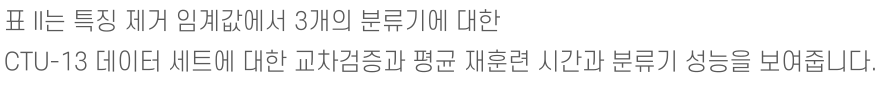 표 II는 특징 제거 임계값에서 3개의 분류기에 대한
CTU-13 데이터 세트에 대한 교차검증과 평균 재훈련 시간과 분류기 성능을 보여줍니다.